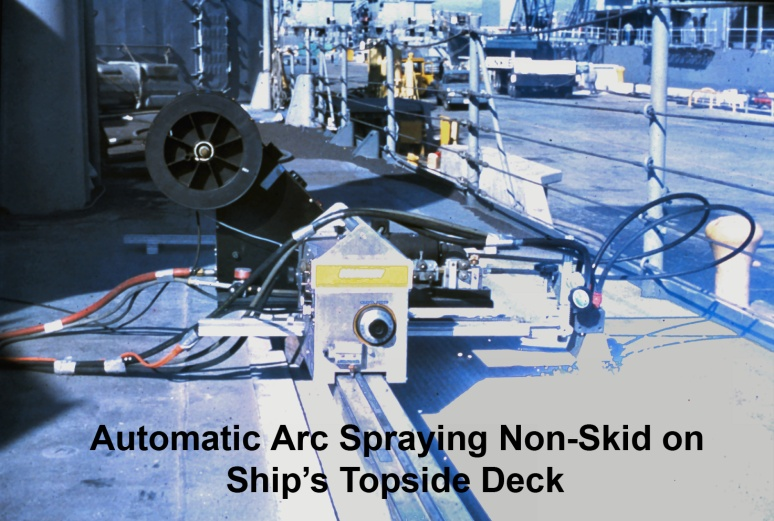 Automatic Arc Spraying Non-Skid on
Ship's Topside Deck